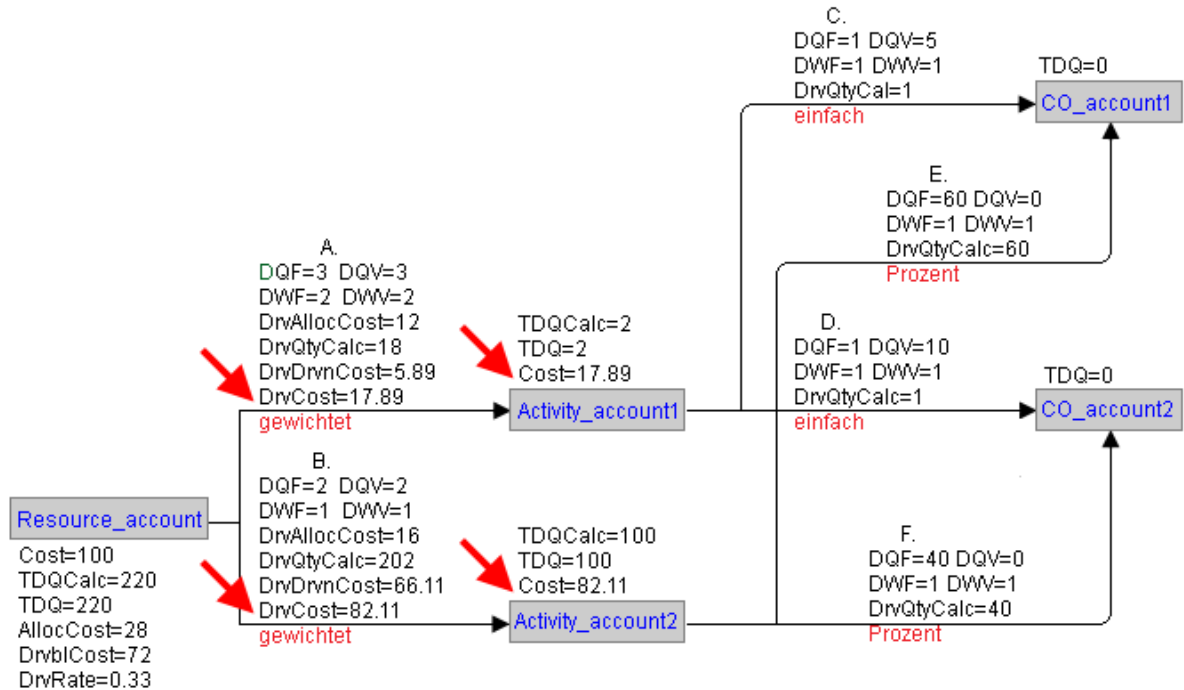 C.
DQF=1 DQV=5
DWF=1 DWV=1
DrvQtyCal=1
einfach
TDQ=0
CO_account1
E.
DQF=60 DQV=0
DWF=1 DWV=1
DrvQtyCalc=60
Prozent
A.
DQF=3 DQV=3
DWF=2 DWV=2
DrvAllocCost=12
DrvQtyCalc=18
DrvDrvnCost=5.89
DrvCost=17.89
gewichtet
TDQCalc=2
TDQ=2
Cost=17.89
Activity_account1
D.
DQF=1 DQV=10
DWF=1 DWV=1
DrvQtyCalc=1
einfach
TDQ=0
CO_account2
B.
DQF=2 DQV=2
DWF=1 DWV=1
DrvAllocCost=16
DrvQtyCalc=202
DrvDrvnCost=66.11
DrvCost=82.11
gewichtet
Resource_account
Cost=100
TDQCalc=220
TDQ=220
AllocCost=28
DrvblCost=72
DrvRate=0.33
TDQCalc=100
TDQ=100
Cost=82.11
Activity_account2
F.
DQF=40 DQV=0
DWF=1 DWV=1
DrvQtyCalc=40
Prozent